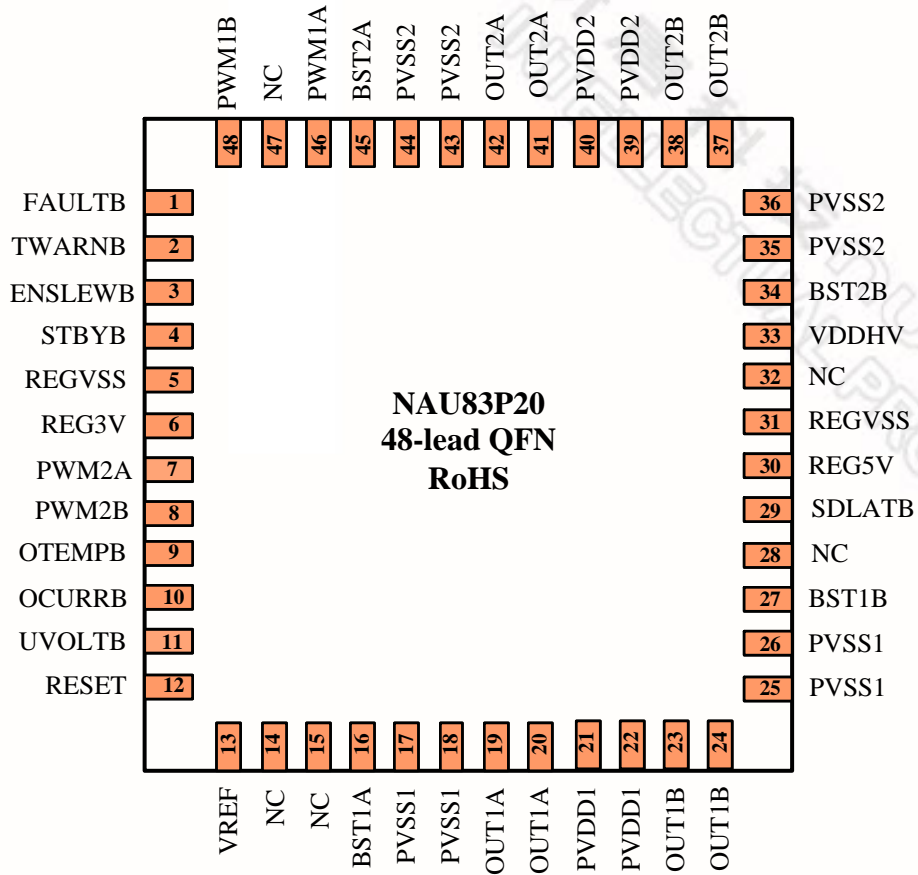 PWM1B
NC
PWM1A
BST2A
PVSS2
PVSS2
OUT2A
OUT2A
PVDD2
PVDD2
OUT2B
OUT2B
48
47
46
45
44
43
42
41
40
39
38
37
FAULTB 1
TWARNB 2
ENSLEWB 3
STBYB 4
REGVSS 5
REG3V 6
PWM2A 7
PWM2B 8
OTEMPB 9
OCURRB 10
UVOLTB 11
RESET 12
NAU83P20
48-lead QFN
RoHS
36 PVSS2
35 PVSS2
34 BST2B
33 VDDHV
32 NC
31 REGVSS
30 REG5V
29 SDLATB
28 NC
27 BST1B
26 PVSS1
25 PVSS1
13
14
15
16
17
18
19
20
21
22
23
24
VREF
NC
NC
BST1A
PVSS1
PVSS1
OUT1A
OUT1A
PVDD1
PVDD1
OUT1B
OUT1B